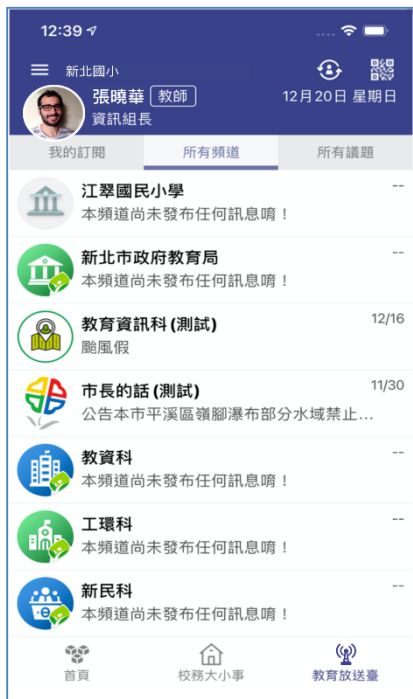 12:39
新北國小
張曉華 教師
12月20日 星期日
資訊組長
我的訂閱 所有頻道 所有議題
江翠國民小學 --
本頻道尚未發布任何訊息唷！
新北市政府教育局 --
本頻道尚未發布任何訊息唷！
教育資訊科(測試) 12/16
颱風假
市長的話(測試) 11/30
公告本市平溪區嶺腳瀑布部分水域禁止...
教資科 --
本頻道尚未發布任何訊息唷！
工環科 --
本頻道尚未發布任何訊息唷！
新民科 --
本頻道尚未發布任何訊息唷！
首頁 校務大小事 教育放送臺